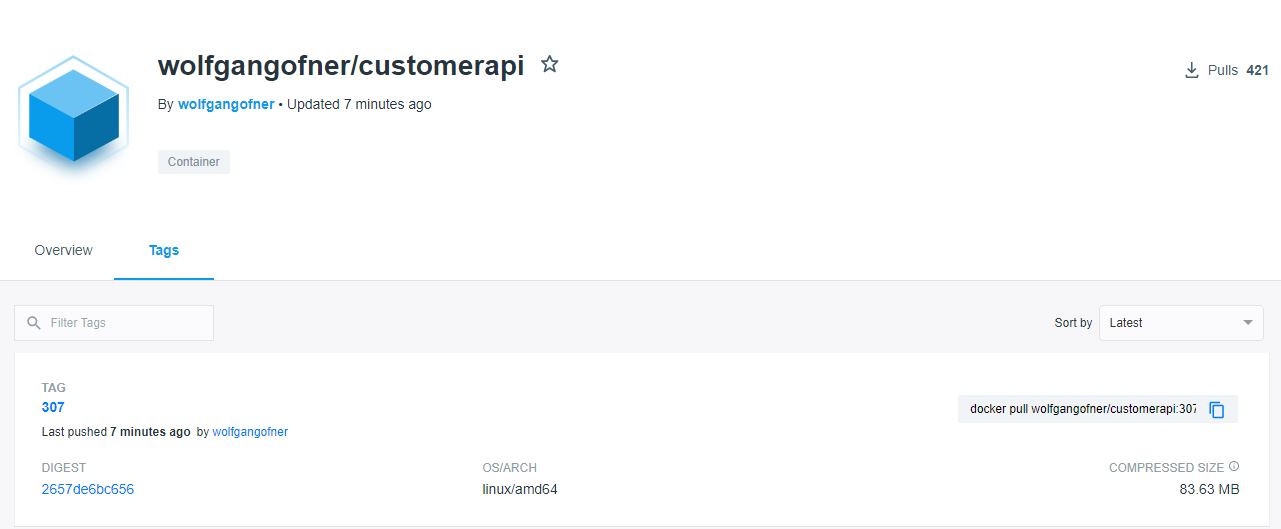 wolfgangofner/customerapi
Pulls 421
By wolfgangofner • Updated 7 minutes ago
Container
Overview
Tags
Filter Tags
Sort by
Latest
TAG
307
docker pull wolfgangofner/customerapi:307
Last pushed 7 minutes ago by wolfgangofner
DIGEST
OS/ARCH
COMPRESSED SIZE
2657de6bc656
linux/amd64
83.63 MB